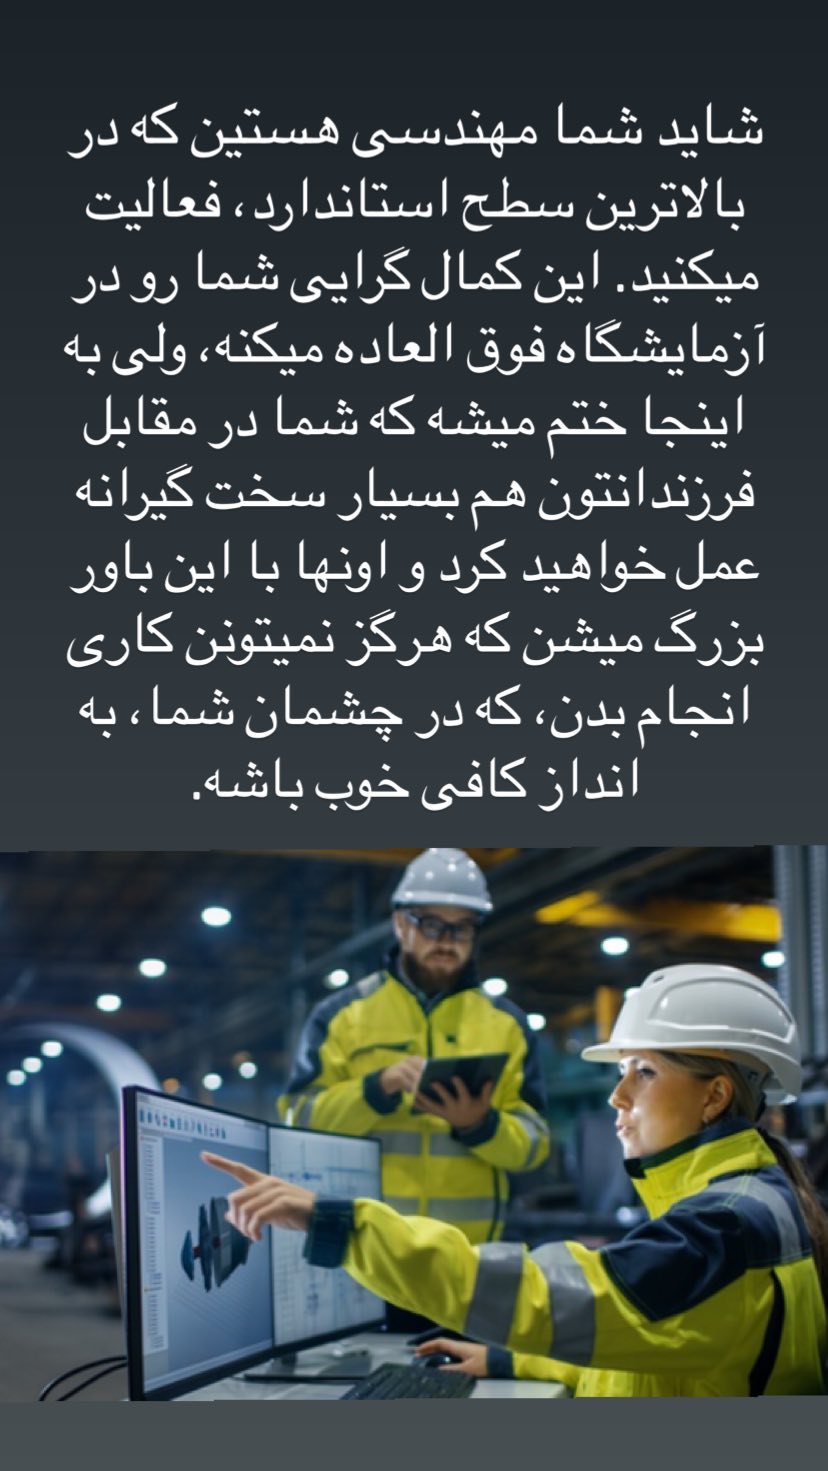 شاید شما مهندسی هستین که در
بالاترین سطح استاندارد، فعالیت
میکنید. این کمال گرایی شما رو در
آزمایشگاه فوق العاده میکنه، ولی به
اینجا ختم میشه که شما در مقابل
فرزندانتون هم بسیار سخت گیرانه
عمل خواهید کرد و اونها با این باور
بزرگ میشن که هرگز نمیتونن کاری
انجام بدن، که در چشمان شما، به
انداز کافی خوب باشه.